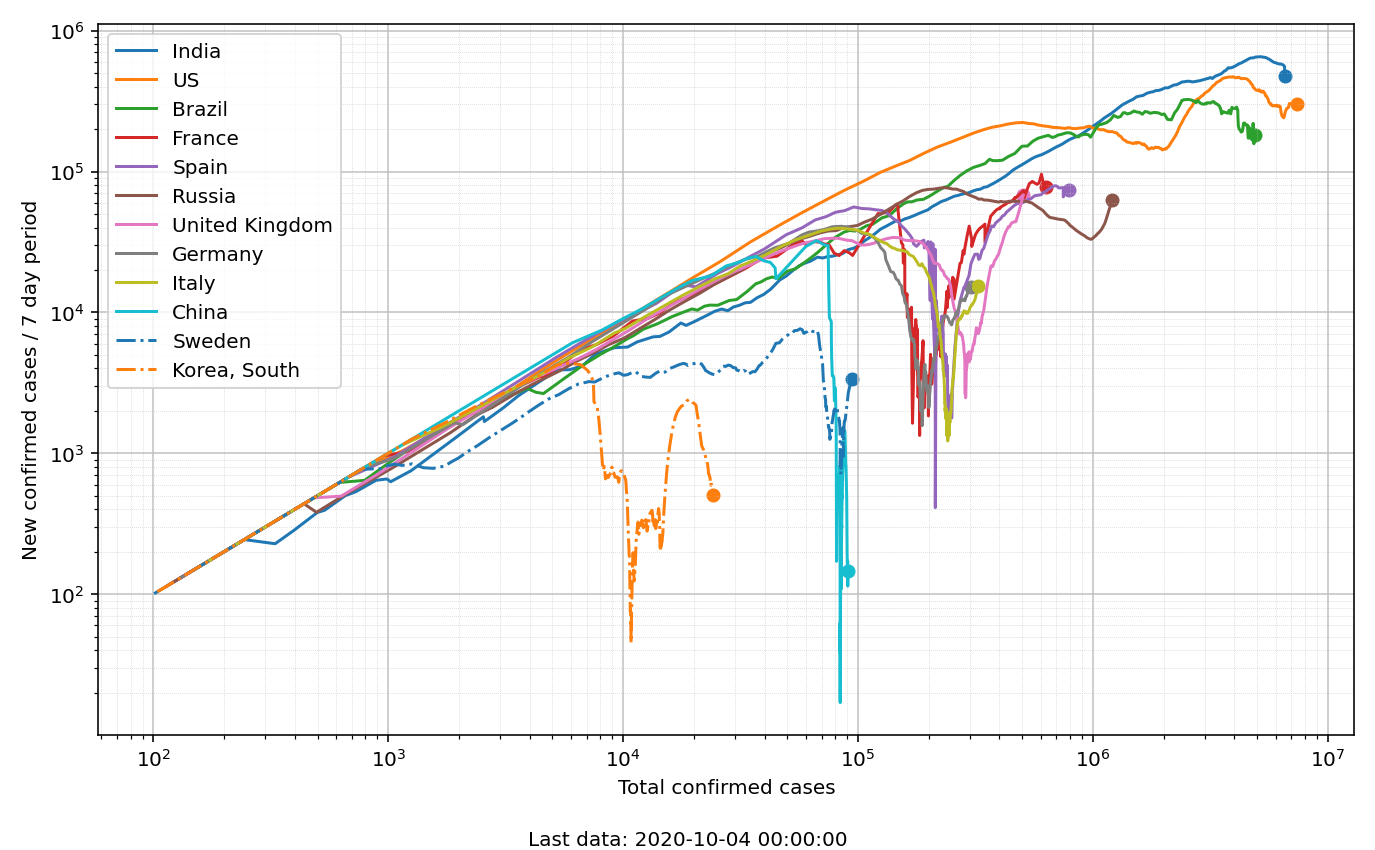 10⁶
10⁵
10⁴
10³
10²
New confirmed cases / 7 day period
India
US
Brazil
France
Spain
Russia
United Kingdom
Germany
Italy
China
Sweden
Korea, South
10² 10³ 10⁴ 10⁵ 10⁶ 10⁷
Total confirmed cases
Last data: 2020-10-04 00:00:00